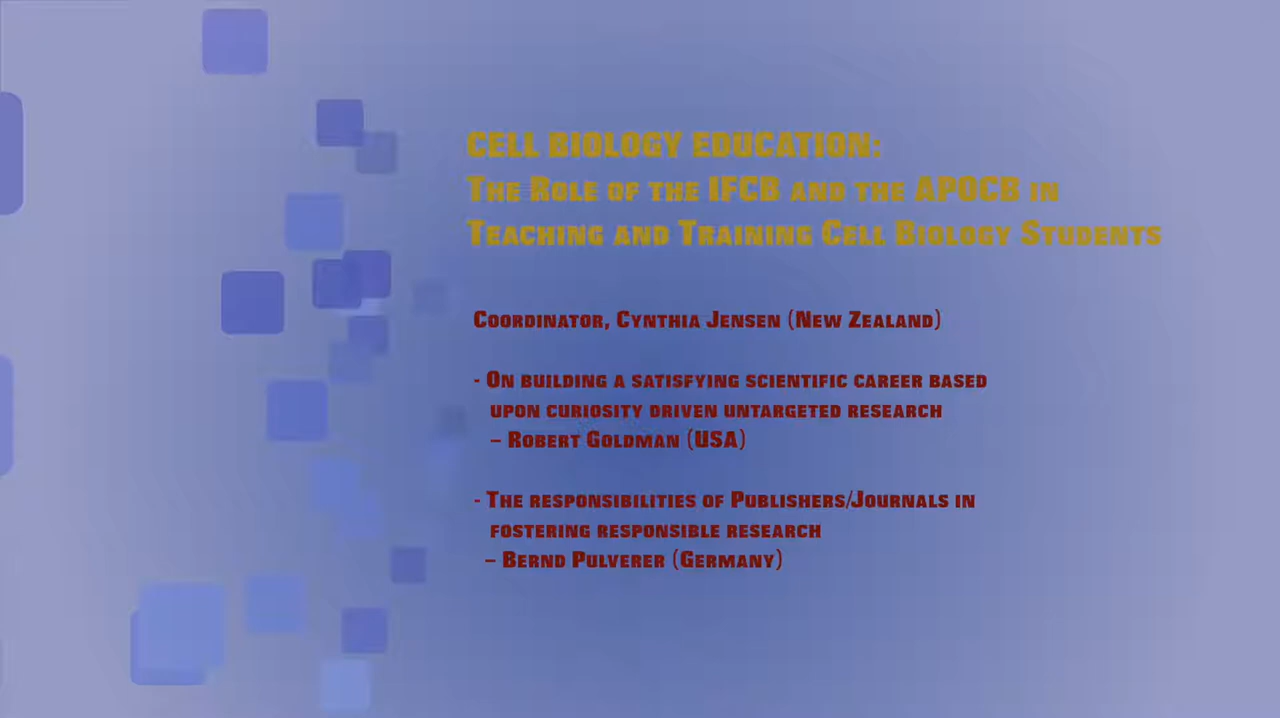 CELL BIOLOGY EDUCATION:
THE ROLE OF THE IFCB AND THE APOCB IN
TEACHING AND TRAINING CELL BIOLOGY STUDENTS
COORDINATOR, CYNTHIA JENSEN (NEW ZEALAND)
- ON BUILDING A SATISFYING SCIENTIFIC CAREER BASED
UPON CURIOSITY DRIVEN UNTARGETED RESEARCH
– ROBERT GOLDMAN (USA)
- THE RESPONSIBILITIES OF PUBLISHERS/JOURNALS IN
FOSTERING RESPONSIBLE RESEARCH
– BERND PULVERER (GERMANY)